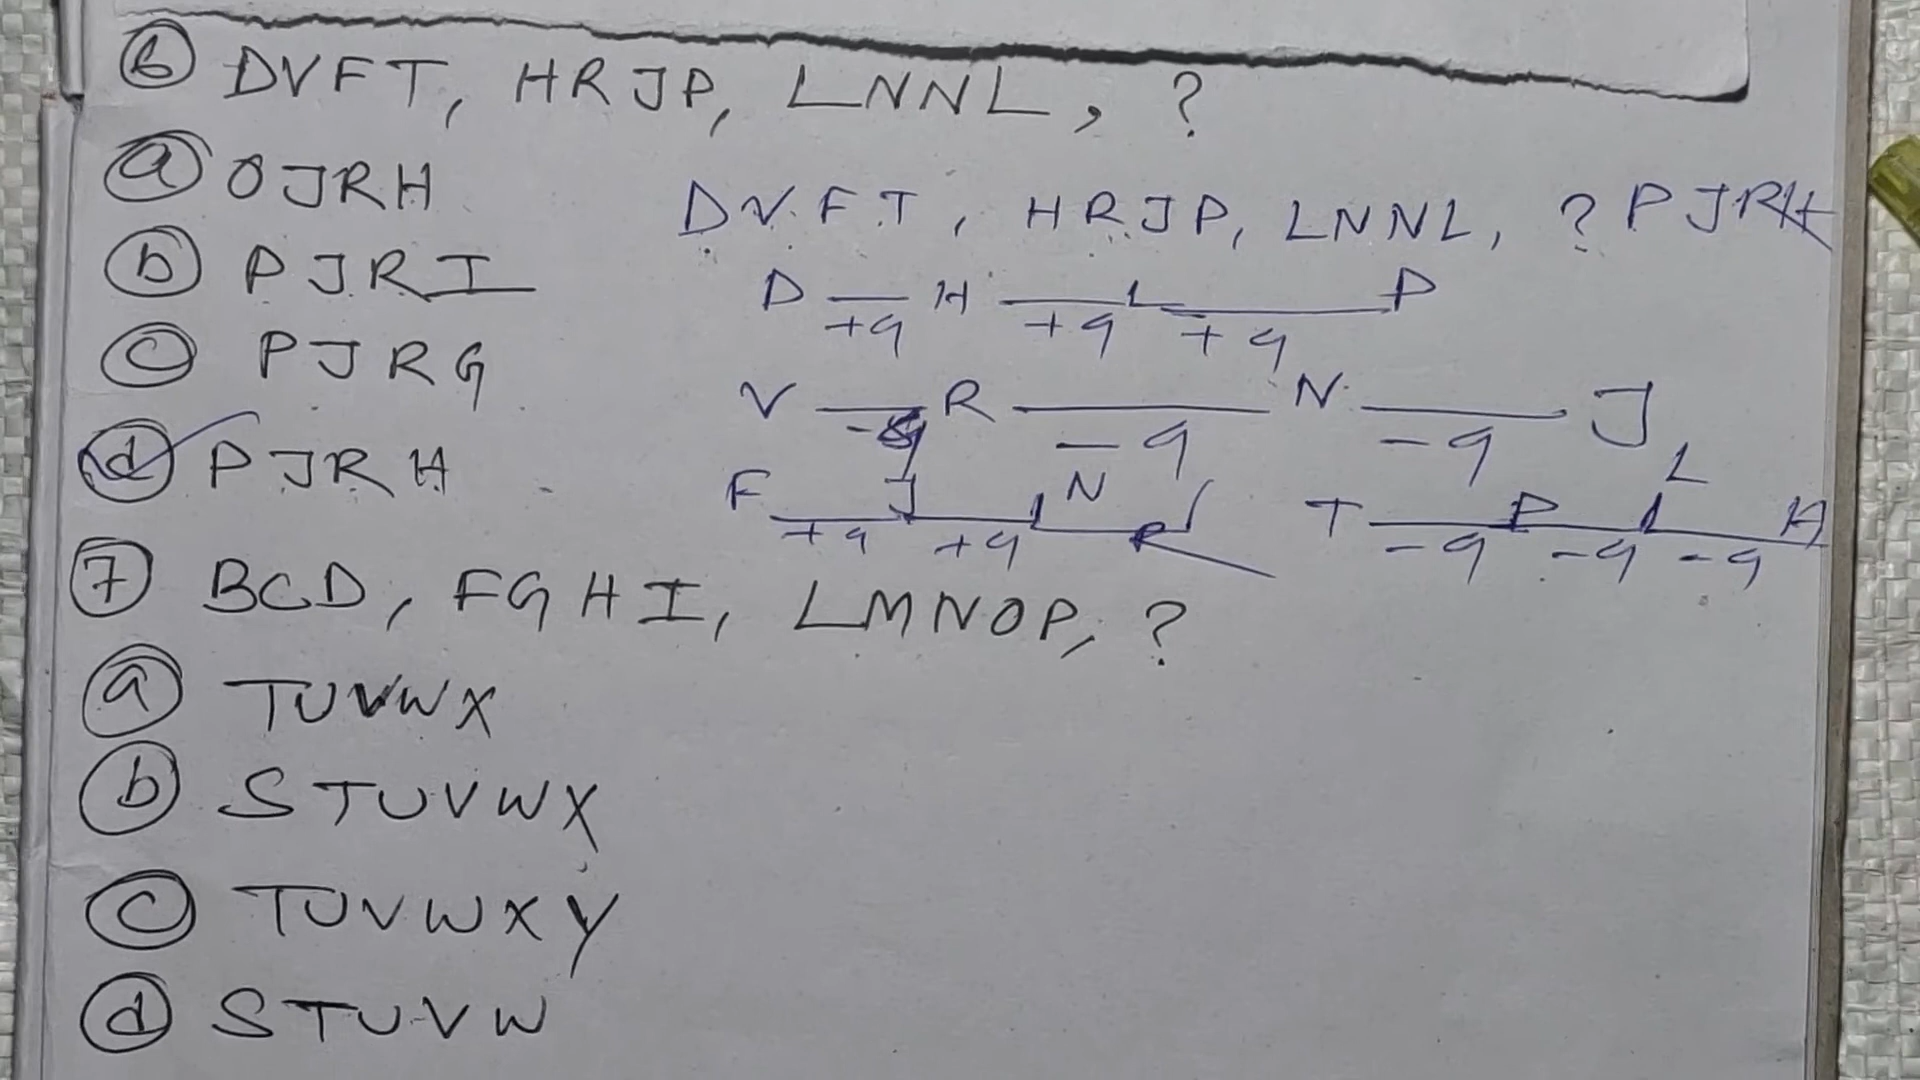 ⑥ DVFT, HRJP, LNNL, ?
ⓐ OJRH
ⓑ PJRI
ⓒ PJRG
ⓓ PJRH
DVFT, HRJP, LNNL, ? PJRH
D +4 H +4 L +4 P
V -4 R -4 N -4 J
F +4 J +4 N R
T -4 P -4 L -4 H
⑦ BCD, FGHI, LMNOP, ?
ⓐ TUVWX
ⓑ STUVWX
ⓒ TUVWXY
ⓓ STUVW